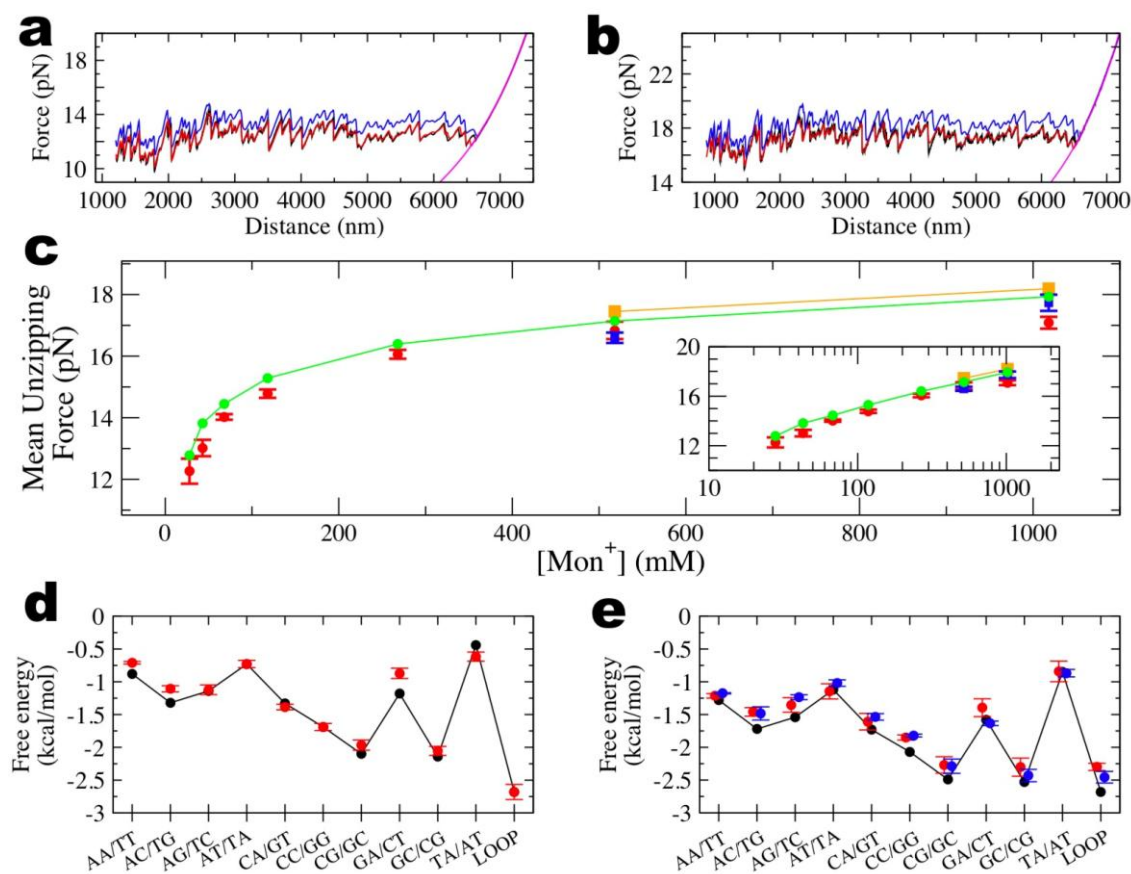 a
b
Force (pN)
18
14
10
1000 2000 3000 4000 5000 6000 7000
Distance (nm)
Force (pN)
22
18
14
1000 2000 3000 4000 5000 6000 7000
Distance (nm)
c
Mean Unzipping
Force (pN)
18
16
14
12
0 200 400 600 800 1000
[Mon+] (mM)
20
16
12
10 100 1000
d
e
Free energy
(kcal/mol)
0
-0.5
-1
-1.5
-2
-2.5
-3
AA/TT AC/TG AG/TC AT/TA CA/GT CC/GG CG/GC GA/CT GC/CG TA/AT LOOP
Free energy
(kcal/mol)
0
-0.5
-1
-1.5
-2
-2.5
-3
AA/TT AC/TG AG/TC AT/TA CA/GT CC/GG CG/GC GA/CT GC/CG TA/AT LOOP